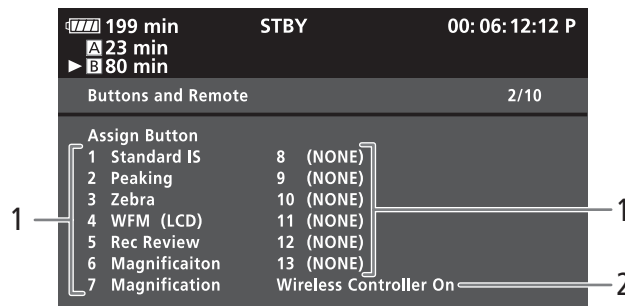 199 min STBY 00: 06: 12:12 P
A 23 min
B 80 min
Buttons and Remote 2/10
Assign Button
1 Standard IS 8 (NONE)
2 Peaking 9 (NONE)
3 Zebra 10 (NONE)
4 WFM (LCD) 11 (NONE)
5 Rec Review 12 (NONE)
6 Magnificaiton 13 (NONE)
7 Magnification Wireless Controller On
1
1
2